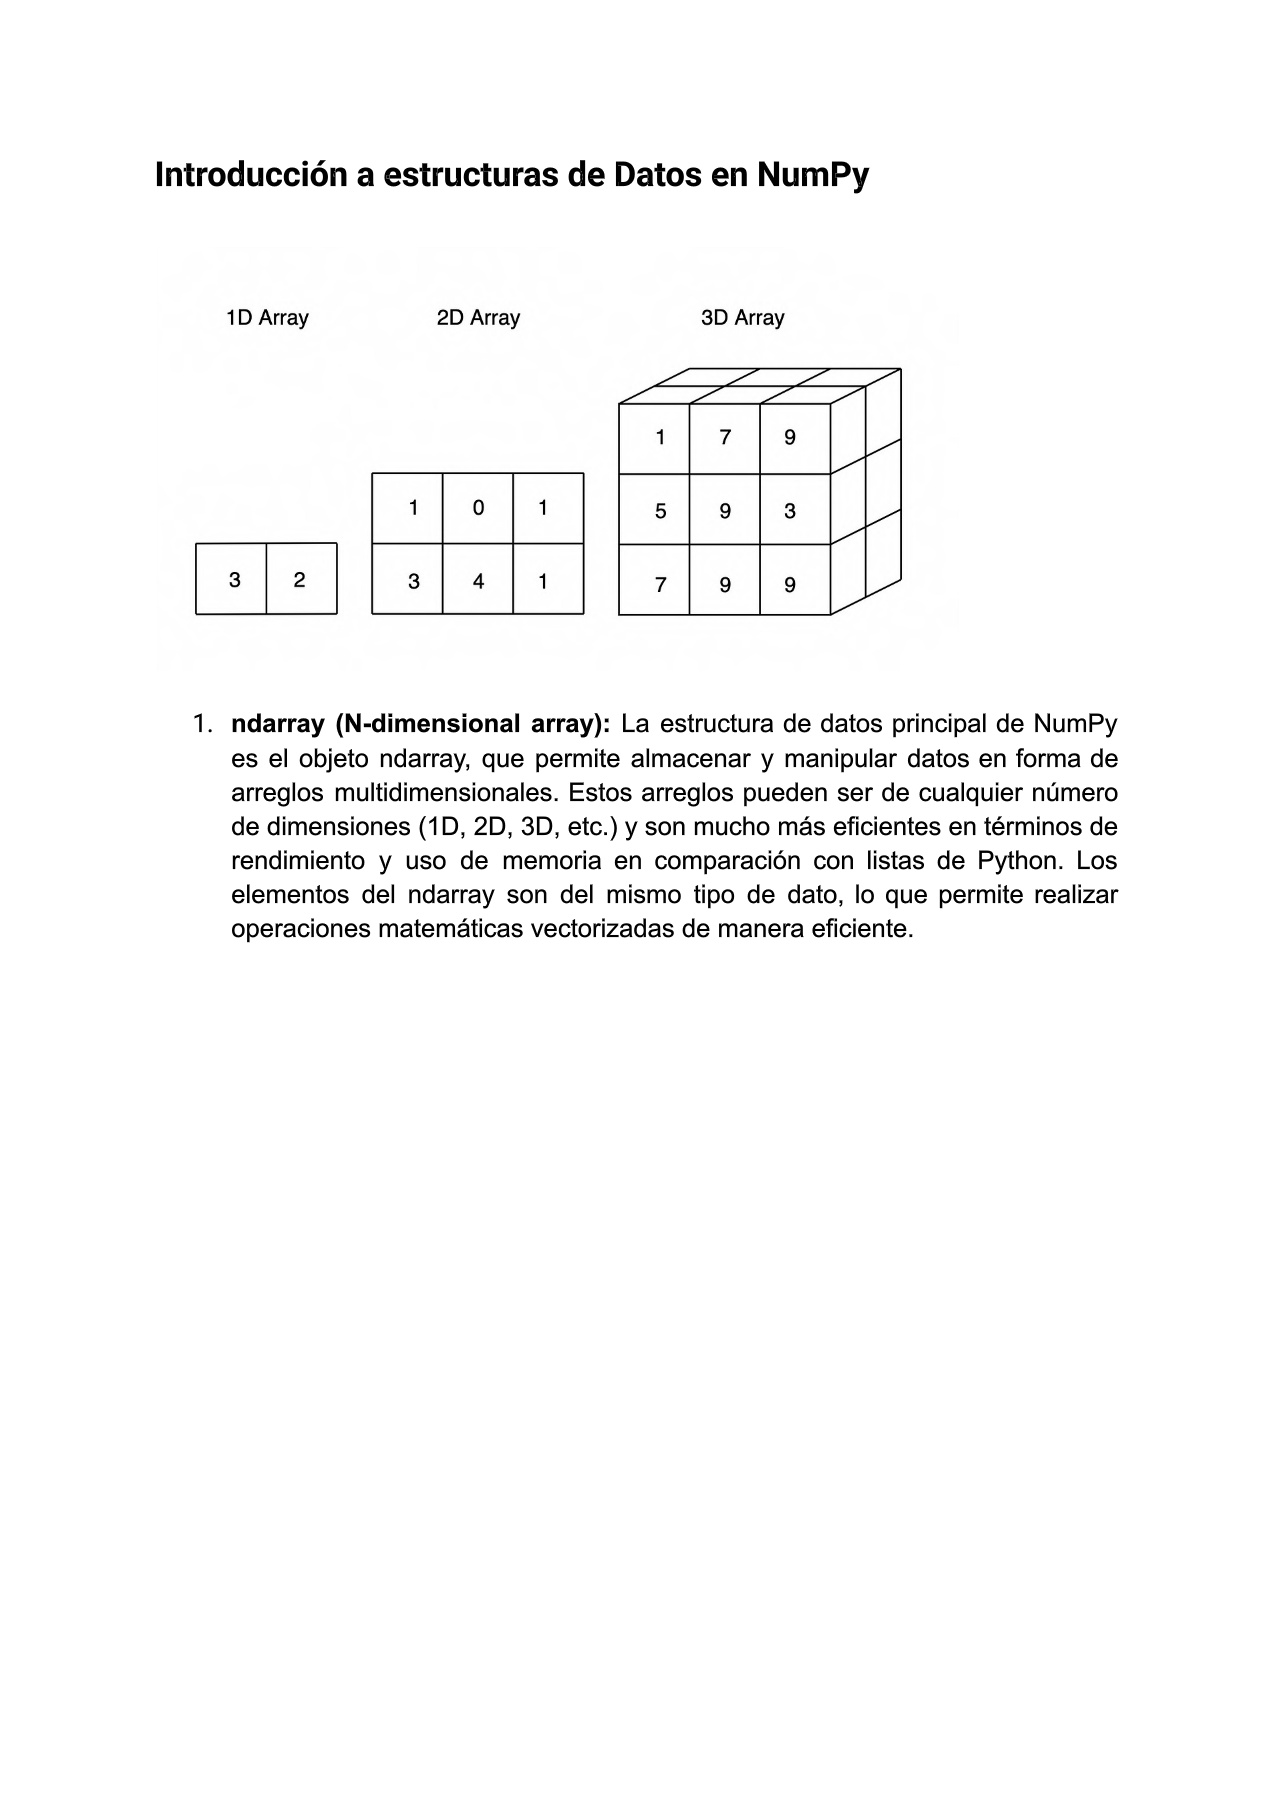 Introducción a estructuras de Datos en NumPy
1D Array 2D Array 3D Array
1 7 9
1 0 1
5 9 3
3 2
3 4 1
7 9 9
1. ndarray (N-dimensional array): La estructura de datos principal de NumPy
es el objeto ndarray, que permite almacenar y manipular datos en forma de
arreglos multidimensionales. Estos arreglos pueden ser de cualquier número
de dimensiones (1D, 2D, 3D, etc.) y son mucho más eficientes en términos de
rendimiento y uso de memoria en comparación con listas de Python. Los
elementos del ndarray son del mismo tipo de dato, lo que permite realizar
operaciones matemáticas vectorizadas de manera eficiente.